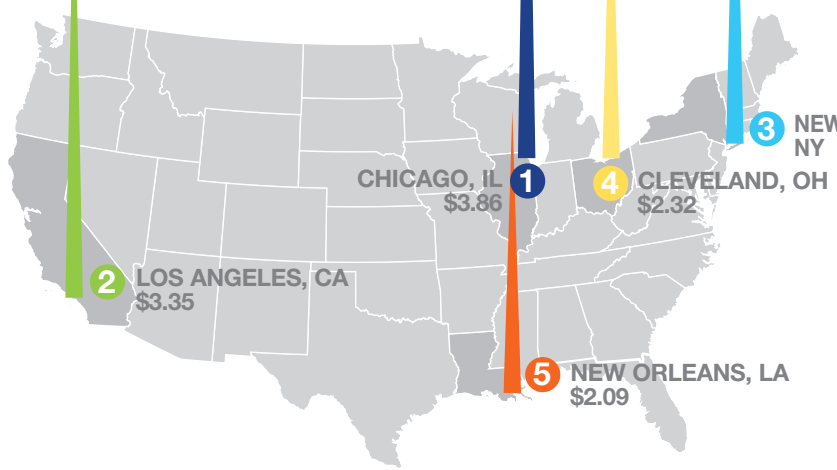 3 NEW
NY
CHICAGO, IL 1
$3.86
4 CLEVELAND, OH
$2.32
2 LOS ANGELES, CA
$3.35
5 NEW ORLEANS, LA
$2.09